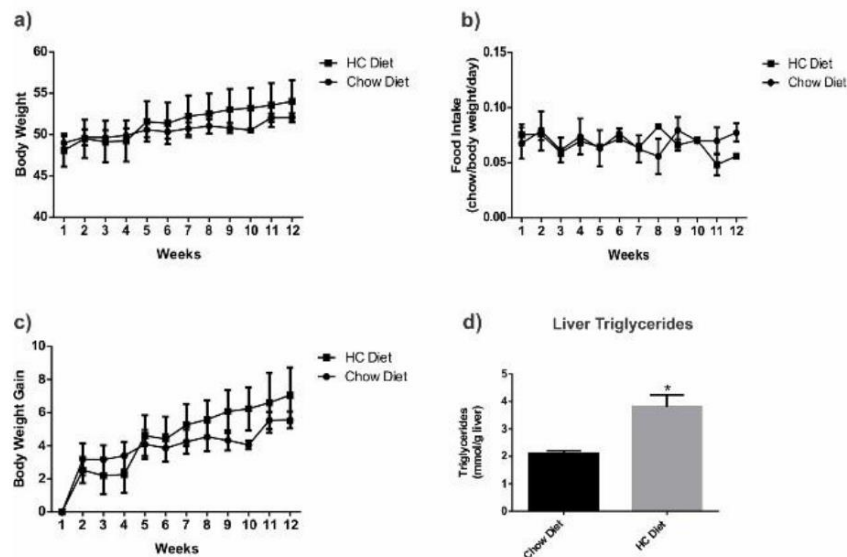 a)
60
55
50
45
40
Body Weight
HC Diet
Chow Diet
1 2 3 4 5 6 7 8 9 10 11 12
Weeks
b)
0.15
0.10
0.05
0.00
Food Intake
(chow/body weight/day)
HC Diet
Chow Diet
1 2 3 4 5 6 7 8 9 10 11 12
Weeks
c)
10
8
6
4
2
0
Body Weight Gain
HC Diet
Chow Diet
1 2 3 4 5 6 7 8 9 10 11 12
Weeks
d)
Liver Triglycerides
5
4
3
2
1
0
Triglycerides
(mmol/g liver)
*
Chow Diet
HC Diet